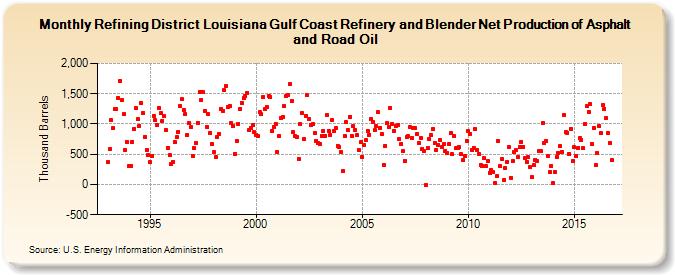 Monthly Refining District Louisiana Gulf Coast Refinery and Blender Net Production of Asphalt
and Road Oil
Thousand Barrels
2,000
1,500
1,000
500
0
-500
1995
2000
2005
2010
2015
Source: U.S. Energy Information Administration